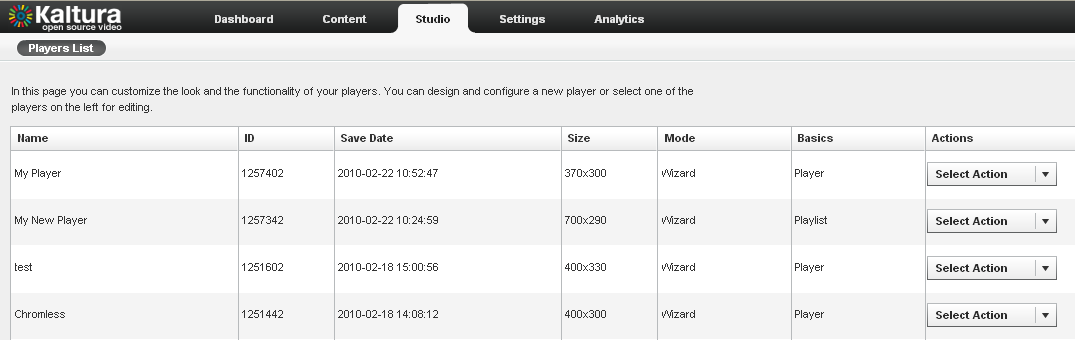 Kaltura
open source video
Dashboard Content Studio Settings Analytics
Players List
In this page you can customize the look and the functionality of your players. You can design and configure a new player or select one of the
players on the left for editing.
Name ID Save Date Size Mode Basics Actions
My Player 1257402 2010-02-22 10:52:47 370x300 Wizard Player Select Action
My New Player 1257342 2010-02-22 10:24:59 700x290 Wizard Playlist Select Action
test 1251602 2010-02-18 15:00:56 400x330 Wizard Player Select Action
Chromless 1251442 2010-02-18 14:08:12 400x300 Wizard Player Select Action